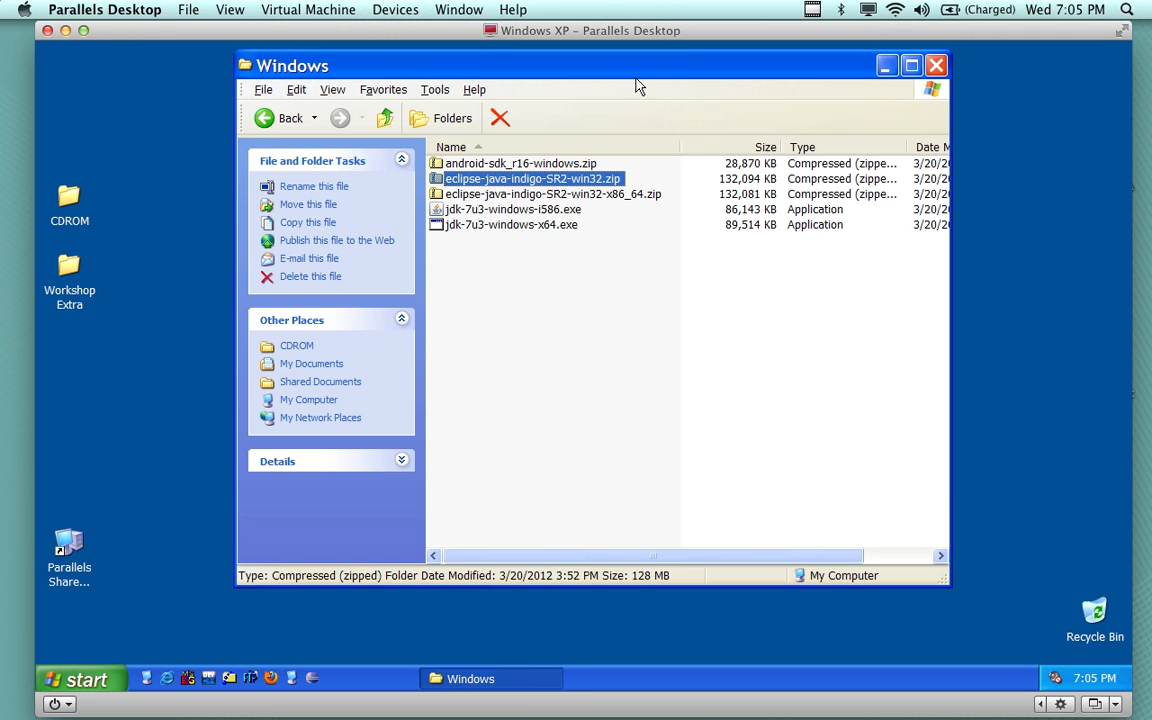 Parallels Desktop File View Virtual Machine Devices Window Help (Charged) Wed 7:05 PM
Windows XP – Parallels Desktop
Windows
File Edit View Favorites Tools Help
Back Folders
File and Folder Tasks
Rename this file
Move this file
Copy this file
Publish this file to the Web
E-mail this file
Delete this file
Other Places
CDROM
My Documents
Shared Documents
My Computer
My Network Places
Details
Name Size Type Date M
android-sdk_r16-windows.zip 28,870 KB Compressed (zippe... 3/20/20
eclipse-java-indigo-SR2-win32.zip 132,094 KB Compressed (zippe... 3/20/20
eclipse-java-indigo-SR2-win32-x86_64.zip 132,081 KB Compressed (zippe... 3/20/20
jdk-7u3-windows-i586.exe 86,143 KB Application 3/20/20
jdk-7u3-windows-x64.exe 89,514 KB Application 3/20/20
Type: Compressed (zipped) Folder Date Modified: 3/20/2012 3:52 PM Size: 128 MB My Computer
CDROM
Workshop
Extra
Parallels
Share...
Recycle Bin
start Windows 7:05 PM